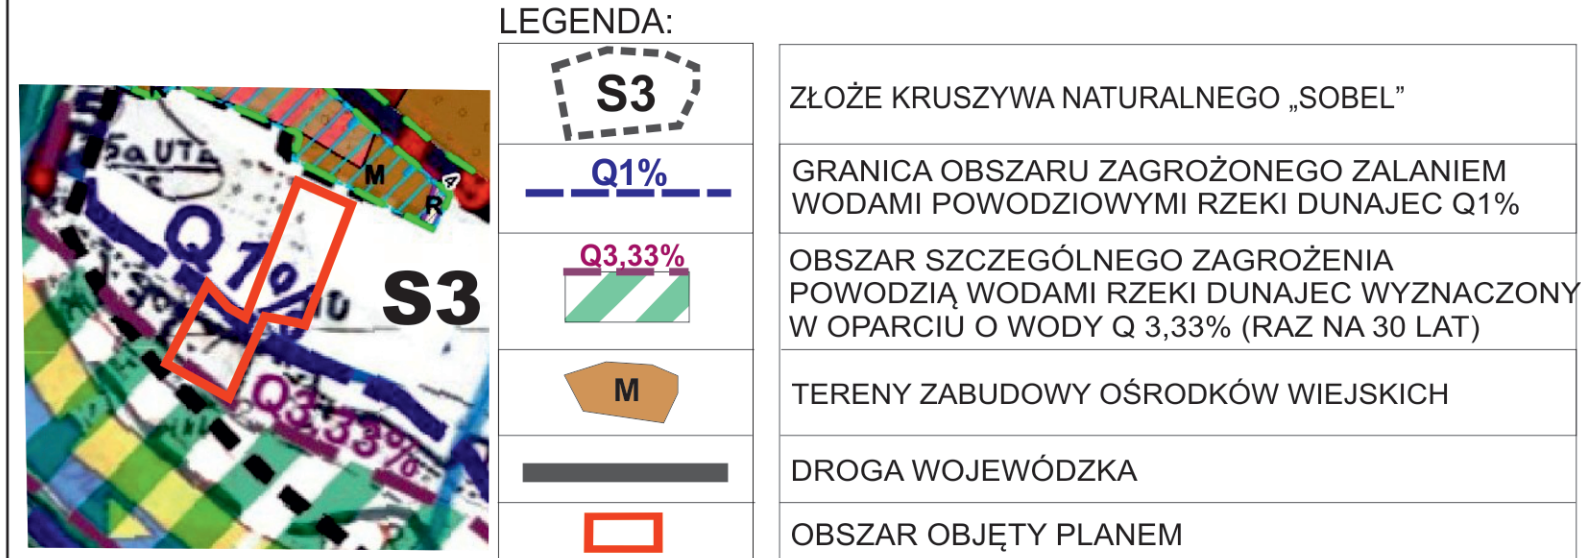 LEGENDA:
S3
ZŁOŻE KRUSZYWA NATURALNEGO „SOBEL”
Q1%
GRANICA OBSZARU ZAGROŻONEGO ZALANIEM
WODAMI POWODZIOWYMI RZEKI DUNAJEC Q1%
Q3,33%
OBSZAR SZCZEGÓLNEGO ZAGROŻENIA
POWODZIĄ WODAMI RZEKI DUNAJEC WYZNACZONY
W OPARCIU O WODY Q 3,33% (RAZ NA 30 LAT)
M
TERENY ZABUDOWY OŚRODKÓW WIEJSKICH
DROGA WOJEWÓDZKA
OBSZAR OBJĘTY PLANEM
M
4
R
Q1%
S3
Q3,33%